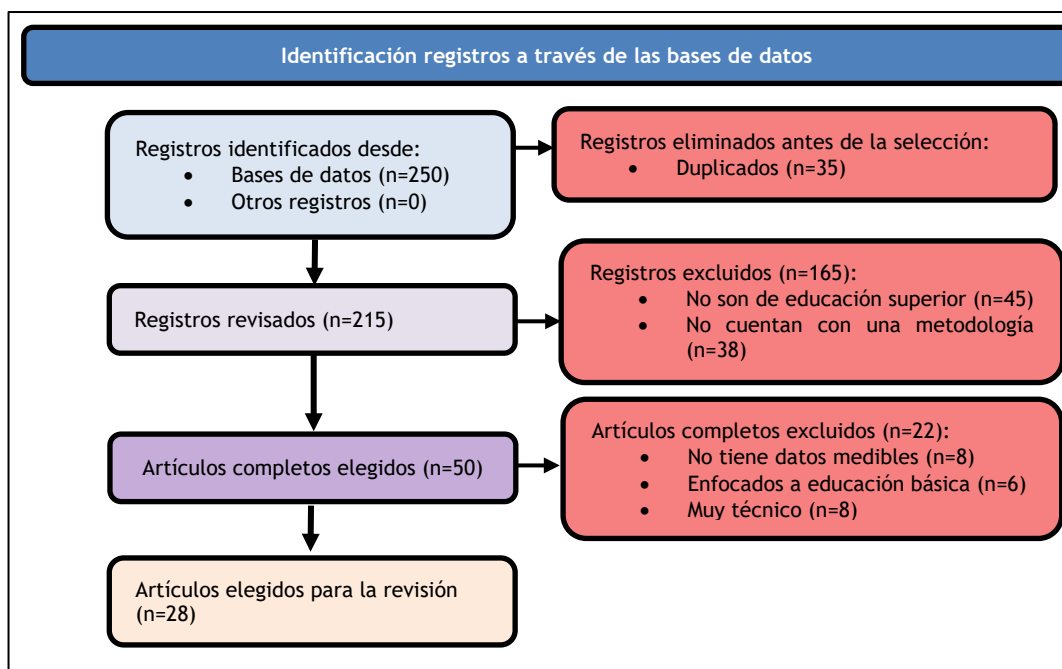 Identificación registros a través de las bases de datos
Registros identificados desde:
• Bases de datos (n=250)
• Otros registros (n=0)
Registros eliminados antes de la selección:
• Duplicados (n=35)
Registros revisados (n=215)
Registros excluidos (n=165):
• No son de educación superior (n=45)
• No cuentan con una metodología
(n=38)
Artículos completos elegidos (n=50)
Artículos completos excluidos (n=22):
• No tiene datos medibles (n=8)
• Enfocados a educación básica (n=6)
• Muy técnico (n=8)
Artículos elegidos para la revisión
(n=28)